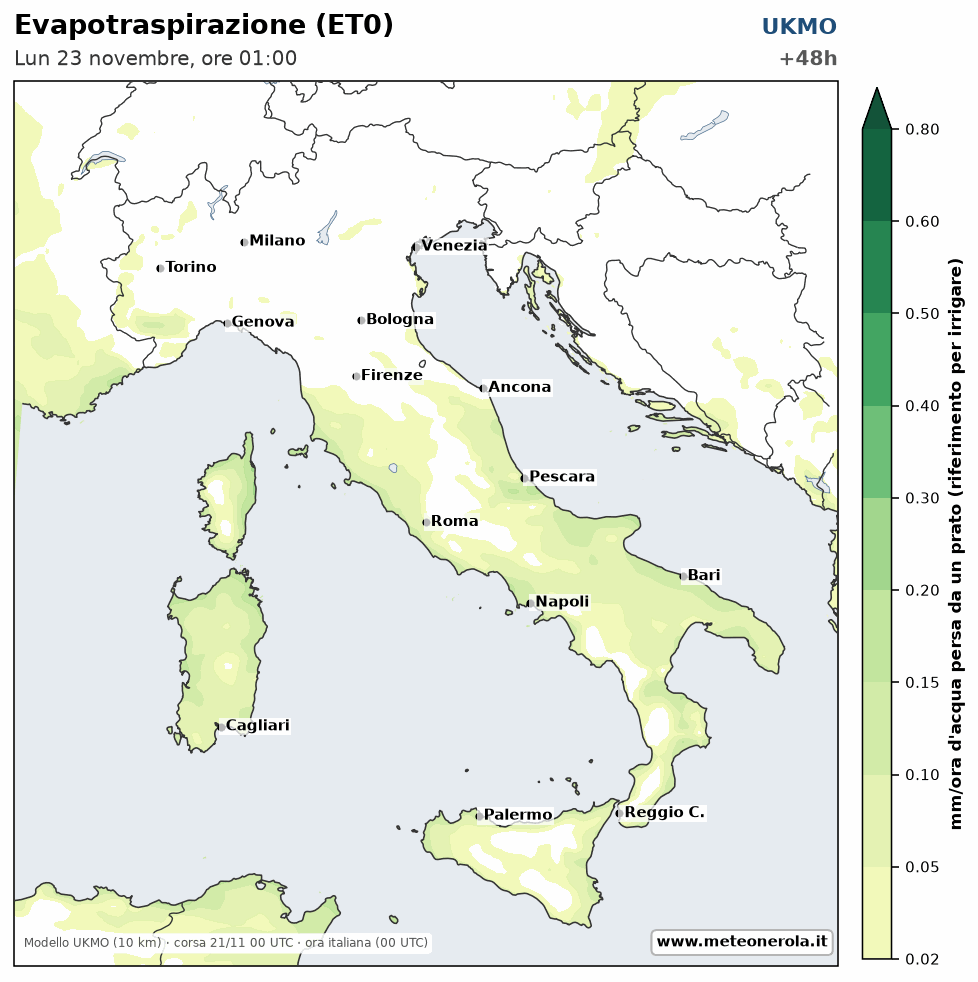 Evapotraspirazione (ET0)
UKMO
Lun 23 novembre, ore 01:00
+48h
Milano
Venezia
Torino
Genova
Bologna
Firenze
Ancona
Pescara
Roma
Bari
Napoli
Cagliari
Palermo
Reggio C.
Modello UKMO (10 km) · corsa 21/11 00 UTC · ora italiana (00 UTC)
www.meteonerola.it
0.80
0.60
0.50
0.40
0.30
0.20
0.15
0.10
0.05
0.02
mm/ora d'acqua persa da un prato (riferimento per irrigare)